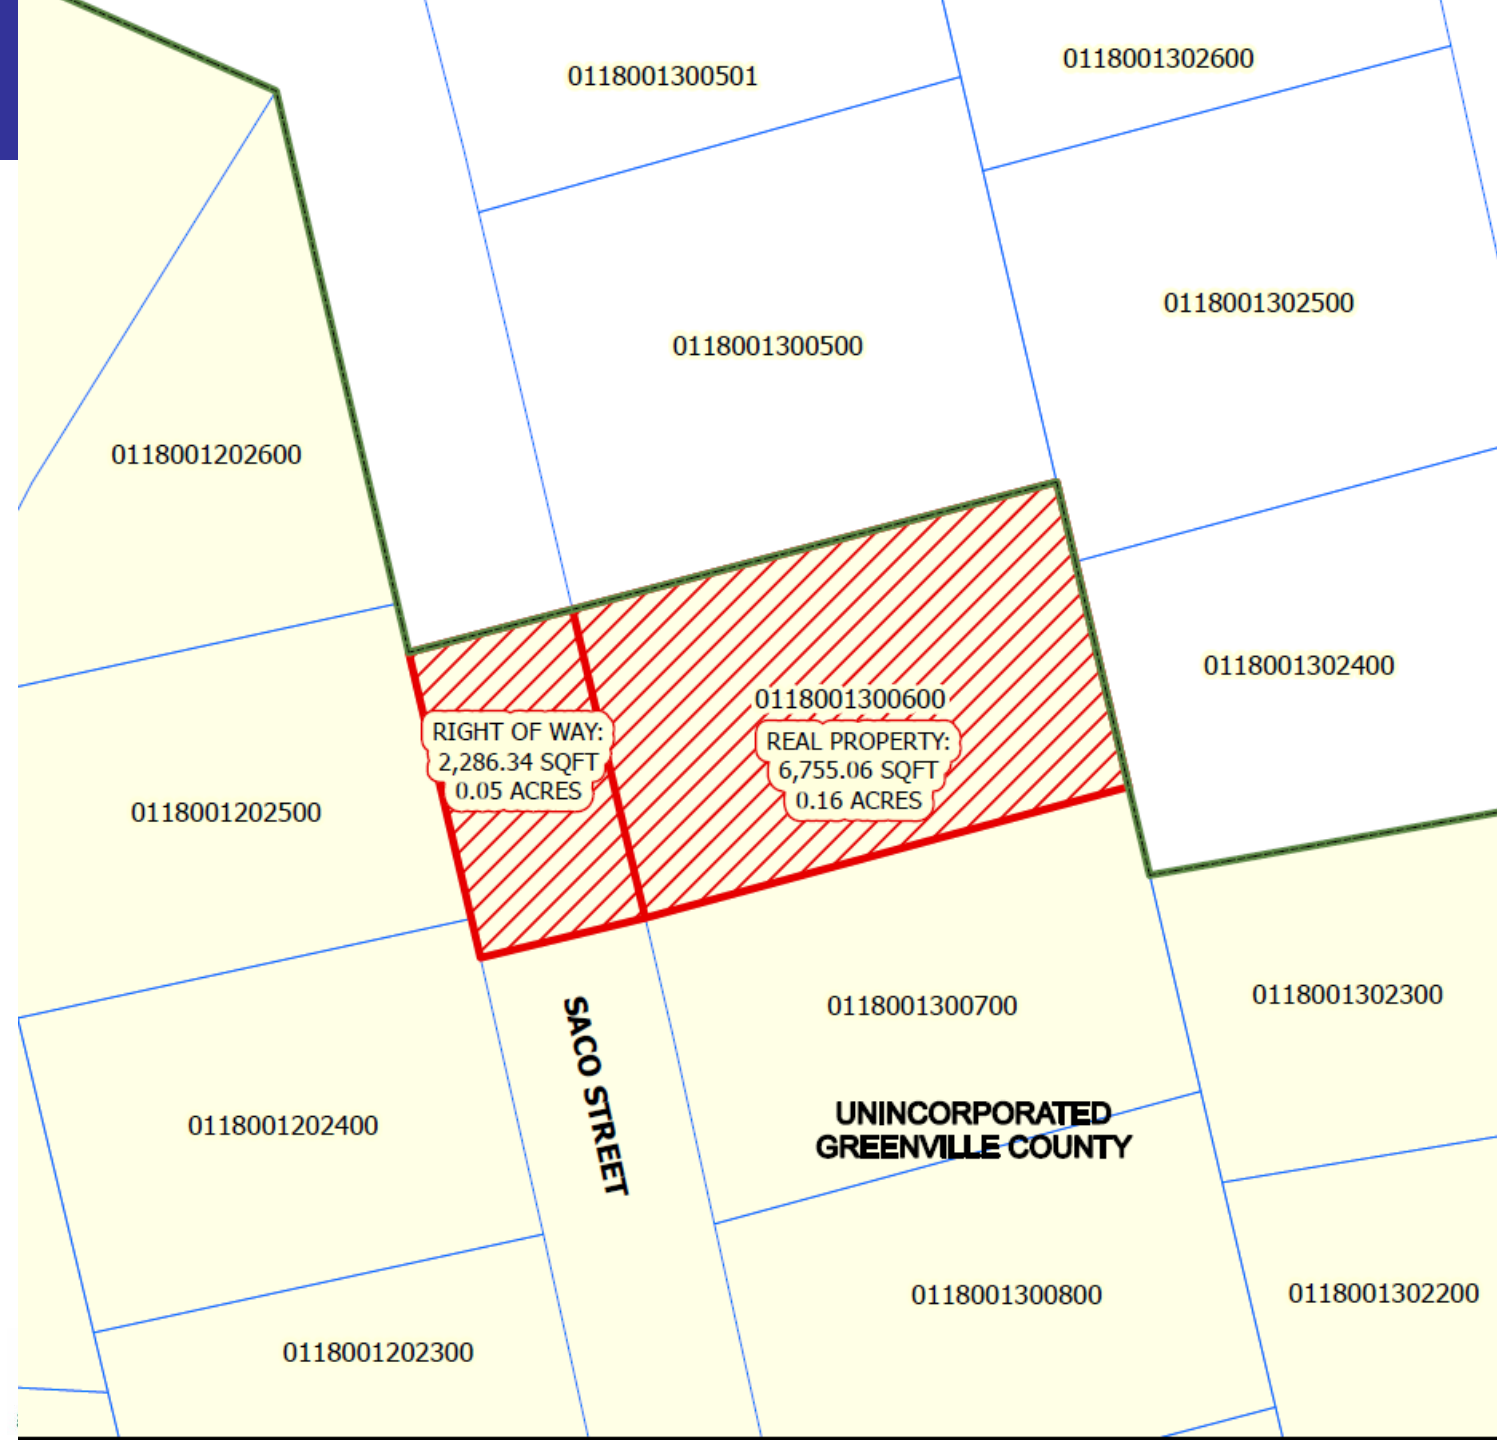 0118001302600
0118001300501
0118001302500
0118001300500
0118001202600
0118001302400
0118001300600
RIGHT OF WAY:
2,286.34 SQFT
0.05 ACRES
REAL PROPERTY:
6,755.06 SQFT
0.16 ACRES
0118001202500
0118001302300
0118001300700
SACO STREET
UNINCORPORATED
GREENVILLE COUNTY
0118001202400
0118001302200
0118001300800
0118001202300